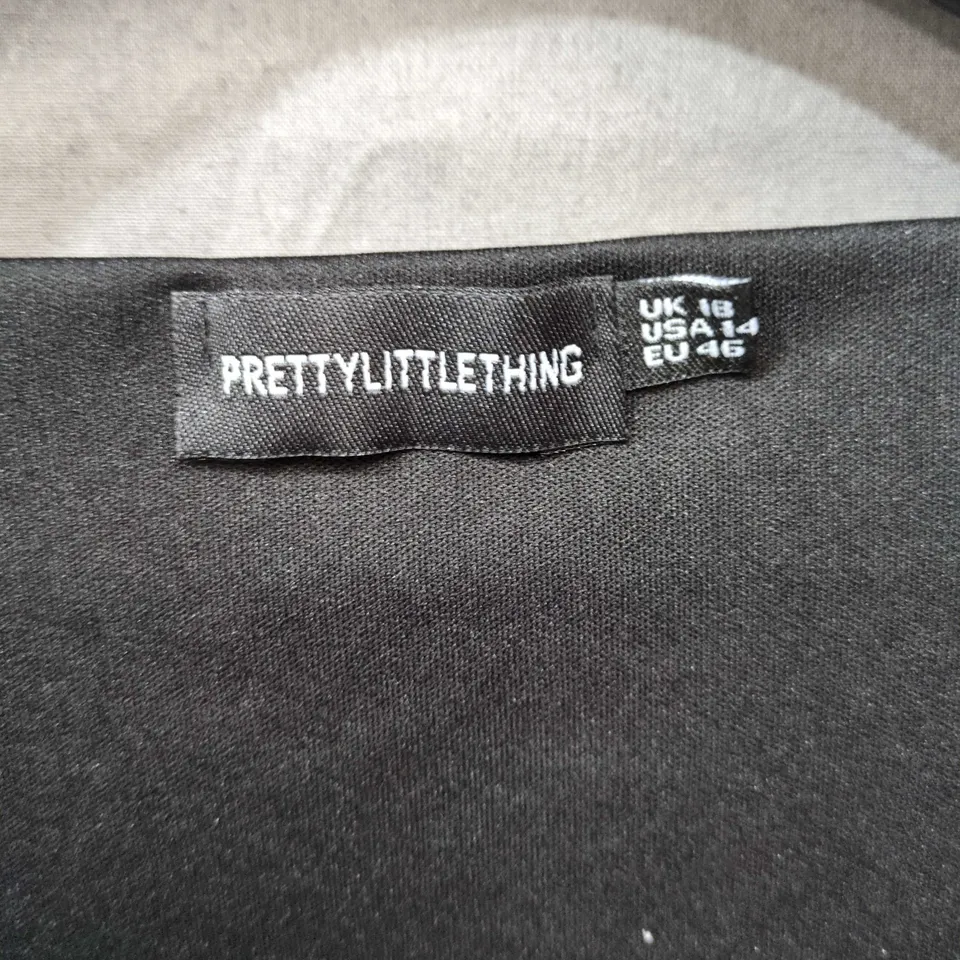 PRETTYLITTLETHING
UK 18
USA 14
EU 46